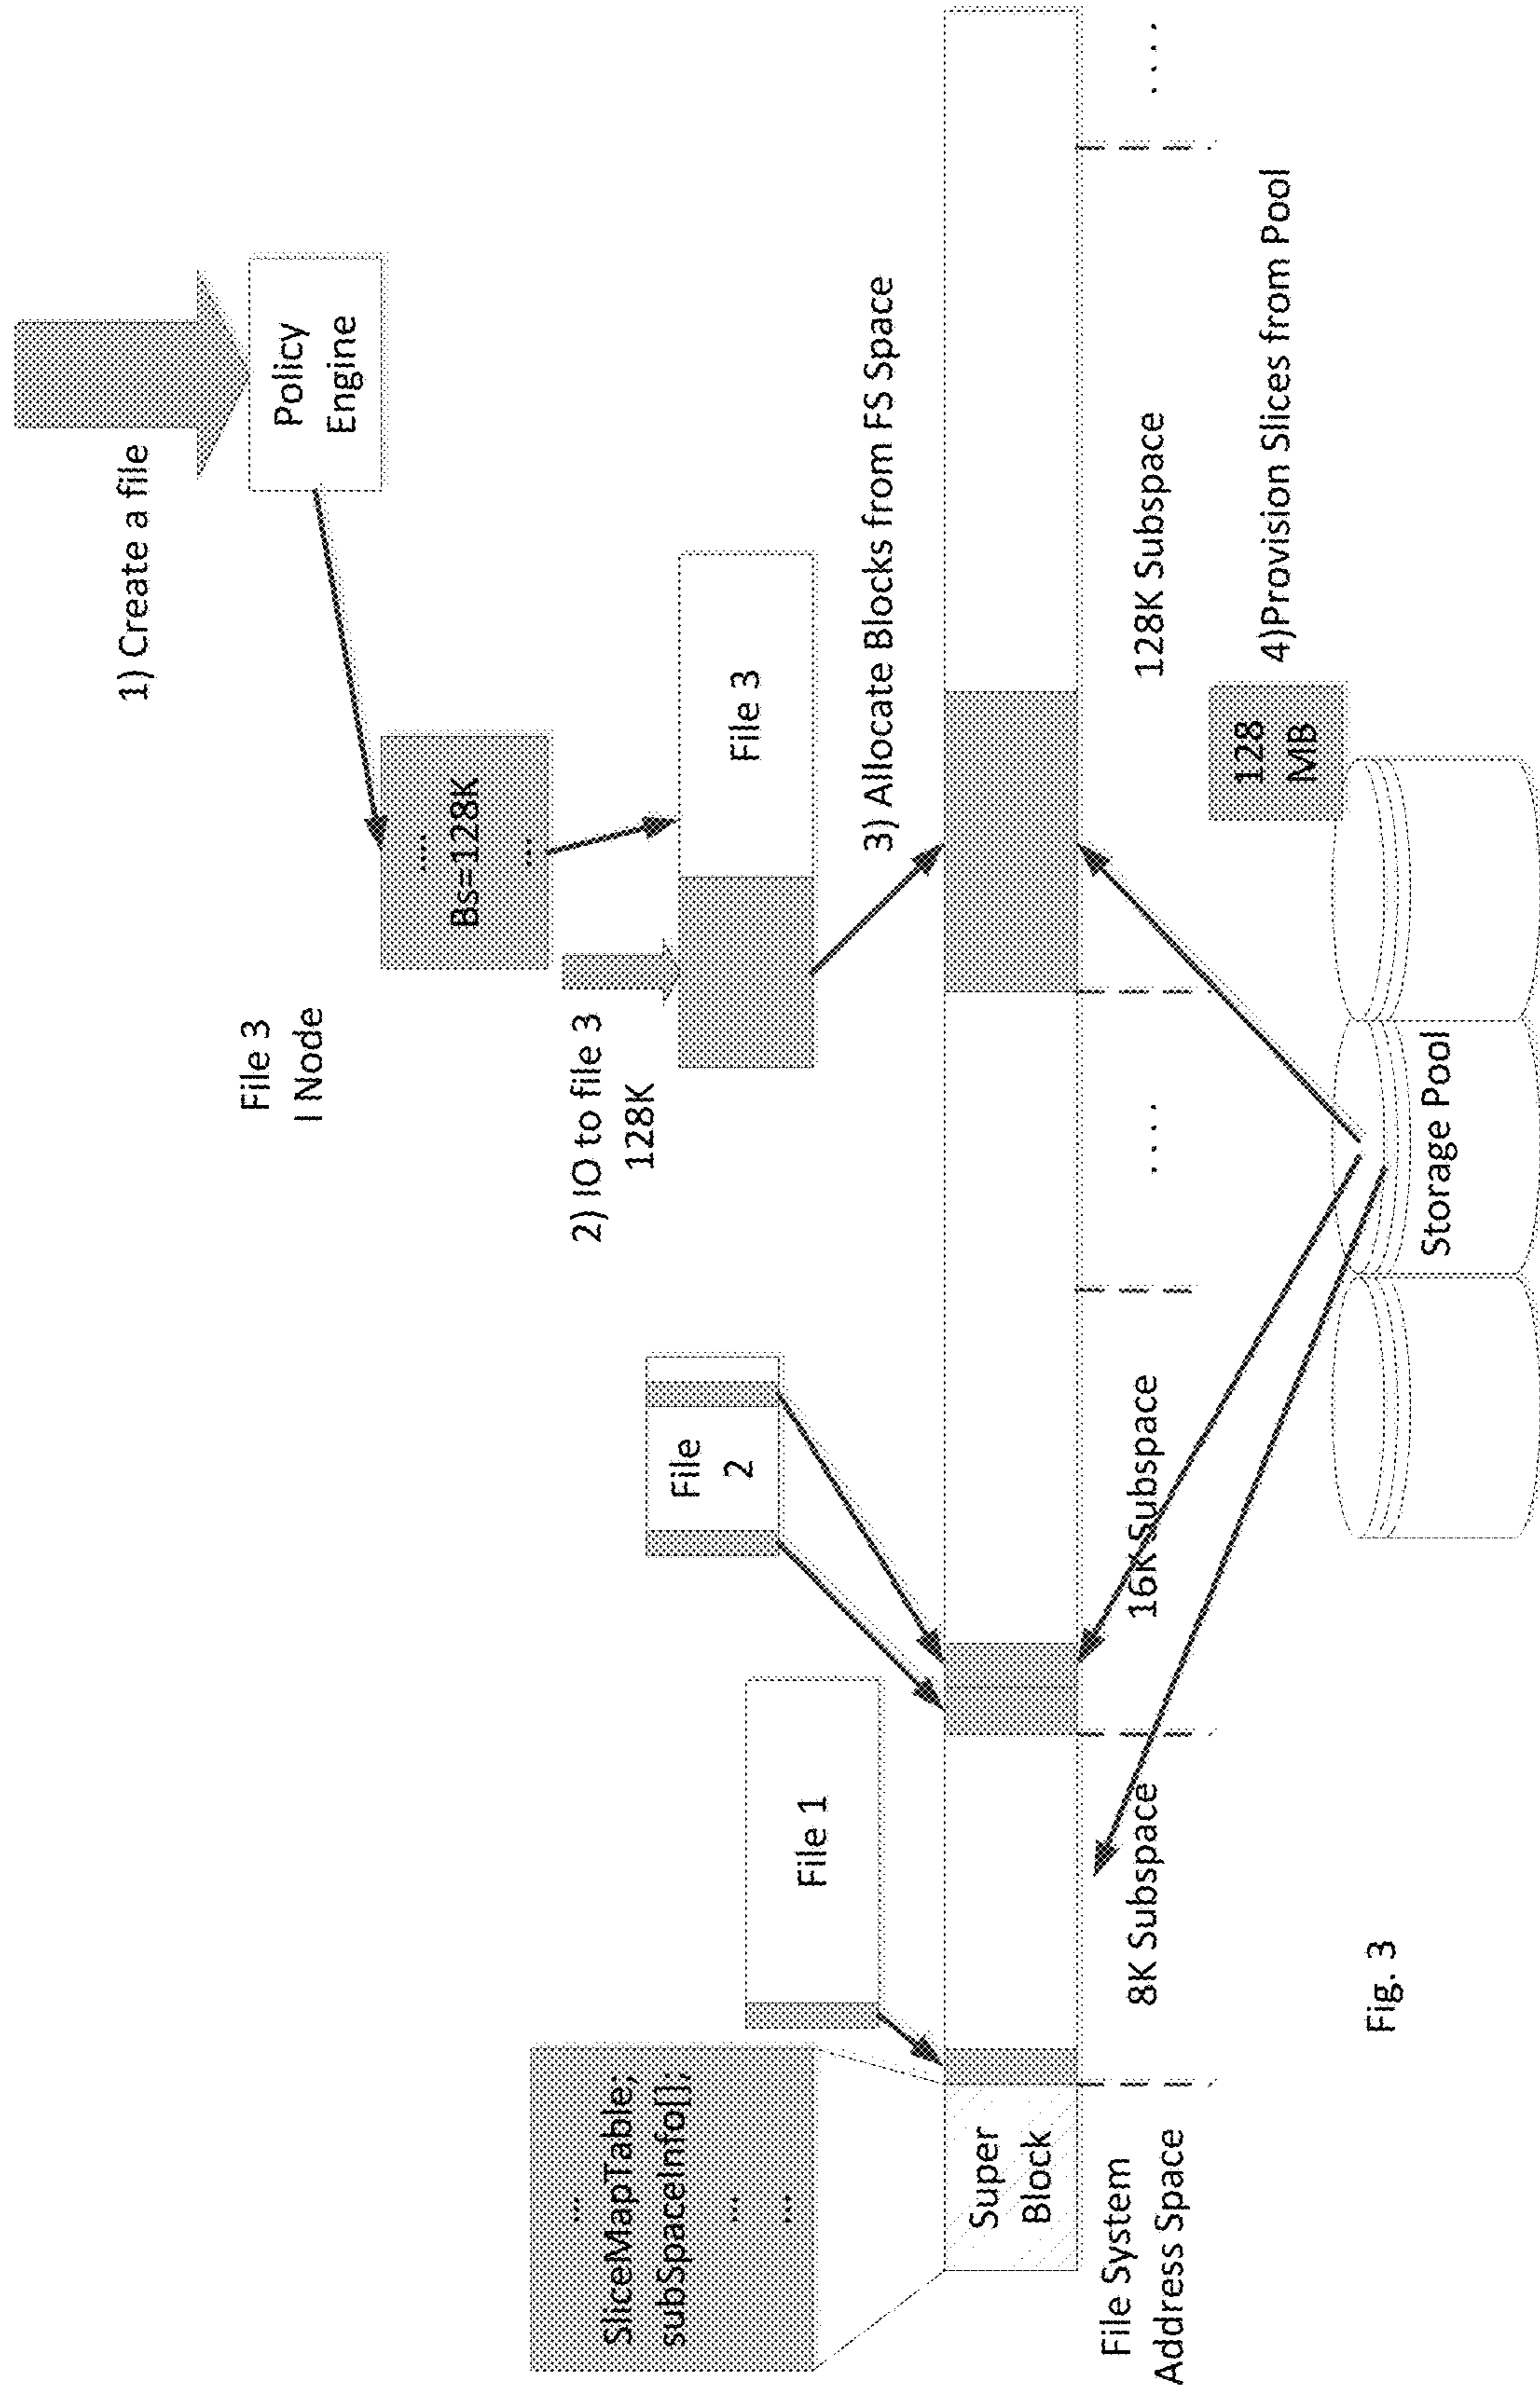 1) Create a file
Policy
Engine
File 3
I Node
....
Bs=128K
...
2) IO to file 3
128K
File 3
3) Allocate Blocks from FS Space
...
SliceMapTable;
subSpaceInfo[];
...
...
File 1
File
2
Super
Block
File System
Address Space
8K Subspace
16K Subspace
....
128K Subspace
....
128
MB
4)Provision Slices from Pool
Storage Pool
Fig. 3